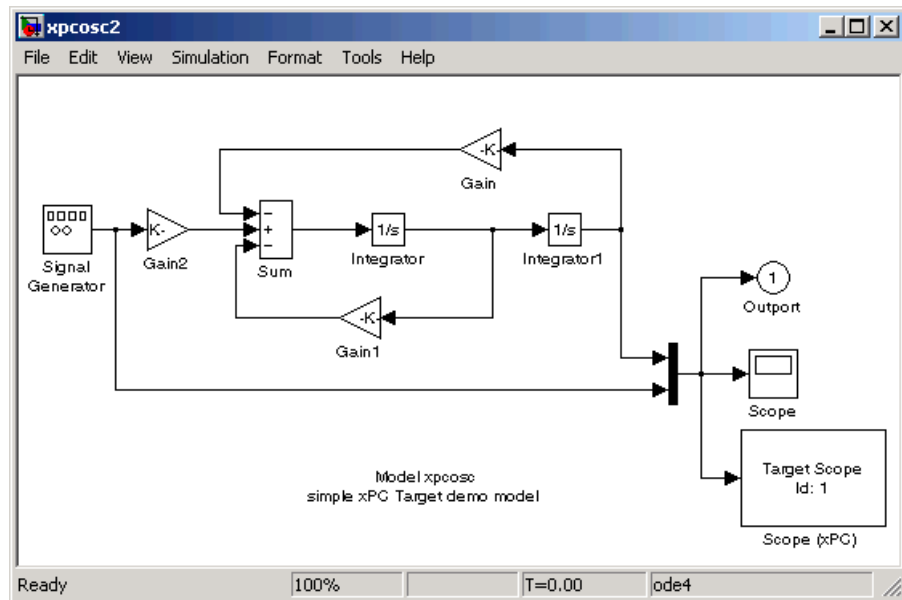 xpcosc2
File Edit View Simulation Format Tools Help
-K-
Gain
K-
Gain2
−
+
−
Sum
1/s
Integrator
1/s
Integrator1
Signal
Generator
-K-
Gain1
1
Outport
Scope
Target Scope
Id: 1
Scope (xPC)
Model xpcosc
simple xPC Target demo model
Ready 100% T=0.00 ode4